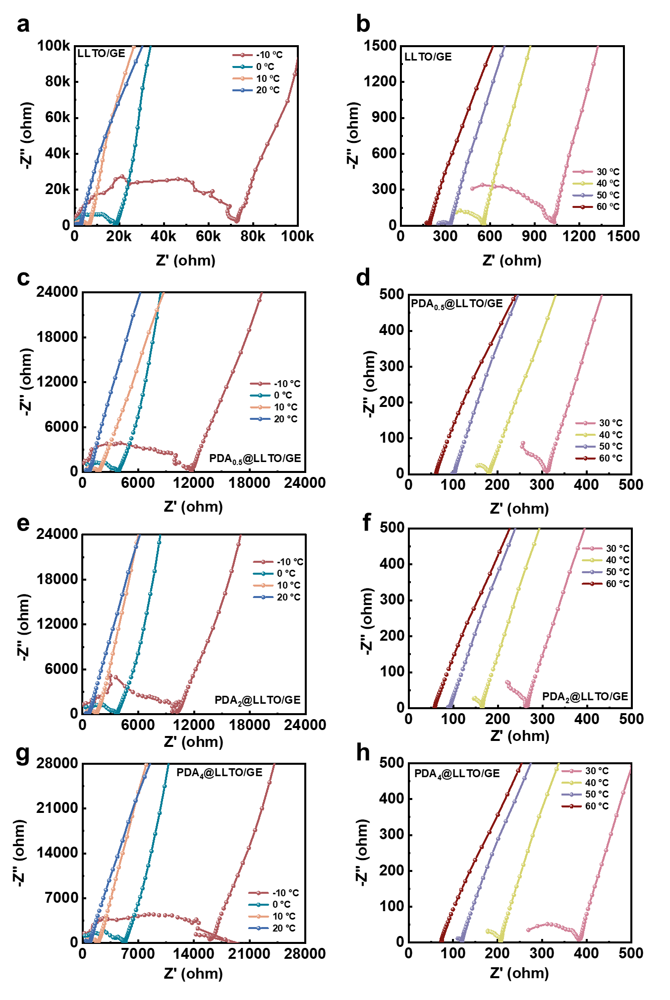 a
LLTO/GE
-10 ºC
0 ºC
10 ºC
20 ºC
100k
80k
60k
40k
20k
0
0 20k 40k 60k 80k 100k
-Z'' (ohm)
Z' (ohm)
b
LLTO/GE
30 ºC
40 ºC
50 ºC
60 ºC
1500
1200
900
600
300
0
0 300 600 900 1200 1500
-Z'' (ohm)
Z' (ohm)
c
24000
18000
12000
6000
0
-10 °C
0 °C
10 °C
20 °C
PDA0.5@LLTO/GE
0 6000 12000 18000 24000
-Z'' (ohm)
Z' (ohm)
d
PDA0.5@LLTO/GE
500
400
300
200
100
0
30 °C
40 °C
50 °C
60 °C
0 100 200 300 400 500
-Z'' (ohm)
Z' (ohm)
e
24000
18000
12000
6000
0
-10 °C
0 °C
10 °C
20 °C
PDA2@LLTO/GE
0 6000 12000 18000 24000
-Z'' (ohm)
Z' (ohm)
f
500
400
300
200
100
0
30 °C
40 °C
50 °C
60 °C
PDA2@LLTO/GE
0 100 200 300 400 500
-Z'' (ohm)
Z' (ohm)
g
PDA4@LLTO/GE
28000
21000
14000
7000
0
-10 °C
0 °C
10 °C
20 °C
0 7000 14000 21000 28000
-Z'' (ohm)
Z' (ohm)
h
PDA4@LLTO/GE
30 °C
40 °C
50 °C
60 °C
500
400
300
200
100
0
0 100 200 300 400 500
-Z'' (ohm)
Z' (ohm)